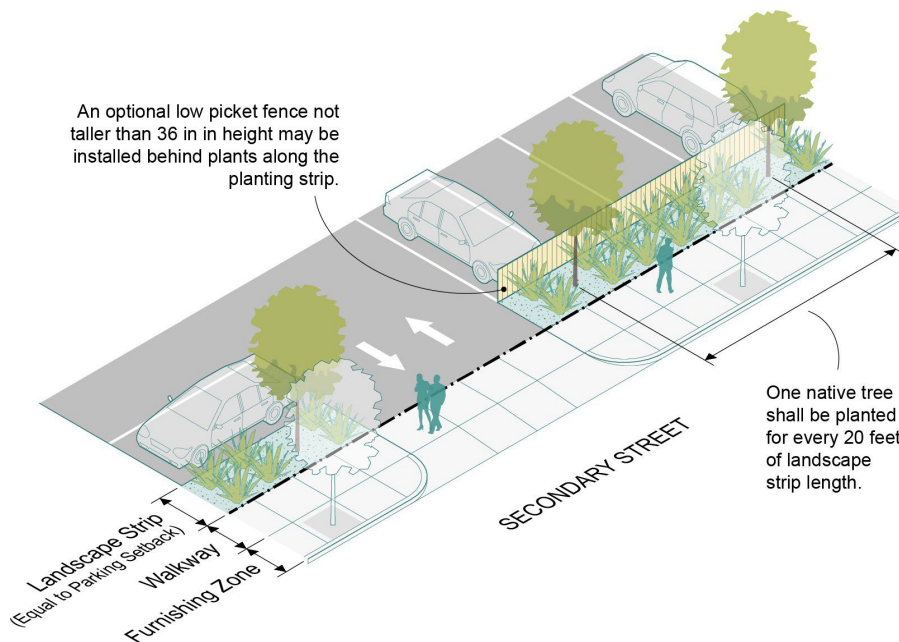 An optional low picket fence not
taller than 36 in in height may be
installed behind plants along the
planting strip.
One native tree
shall be planted
for every 20 feet
of landscape
strip length.
SECONDARY STREET
Landscape Strip
(Equal to Parking Setback)
Walkway
Furnishing Zone